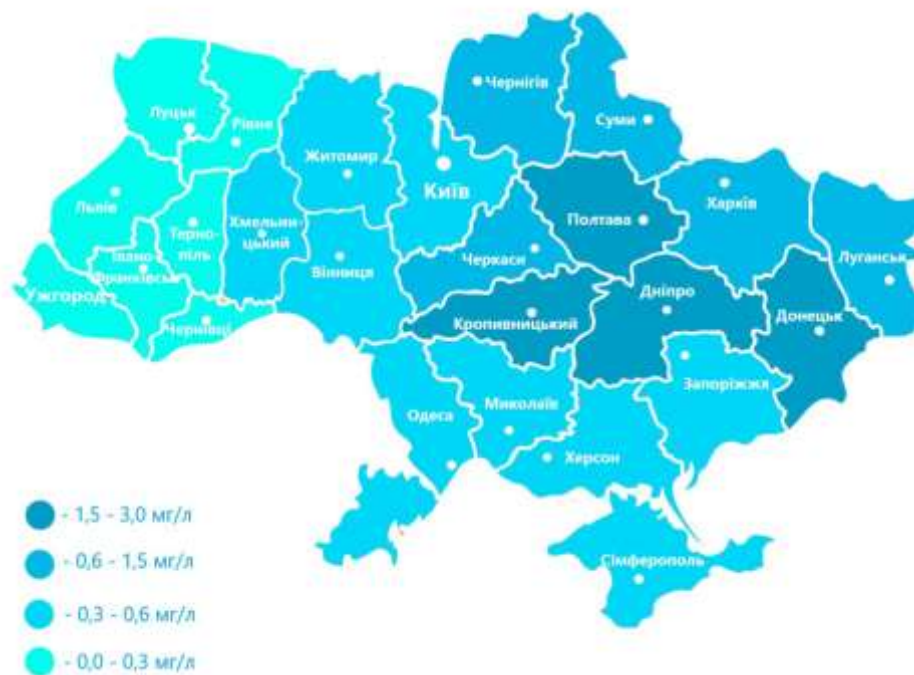 Чернігів
Луцьк
Рівне
Суми
Житомир
Київ
Львів
Харків
Терно-
піль
Хмельни-
цький
Полтава
Івано-
Франківськ
Вінниця
Черкаси
Луганськ
Ужгород
Чернівці
Кропивницький
Дніпро
Донецьк
Запоріжжя
Одеса
Миколаїв
Херсон
Сімферополь
- 1,5 - 3,0 мг/л
- 0,6 - 1,5 мг/л
- 0,3 - 0,6 мг/л
- 0,0 - 0,3 мг/л